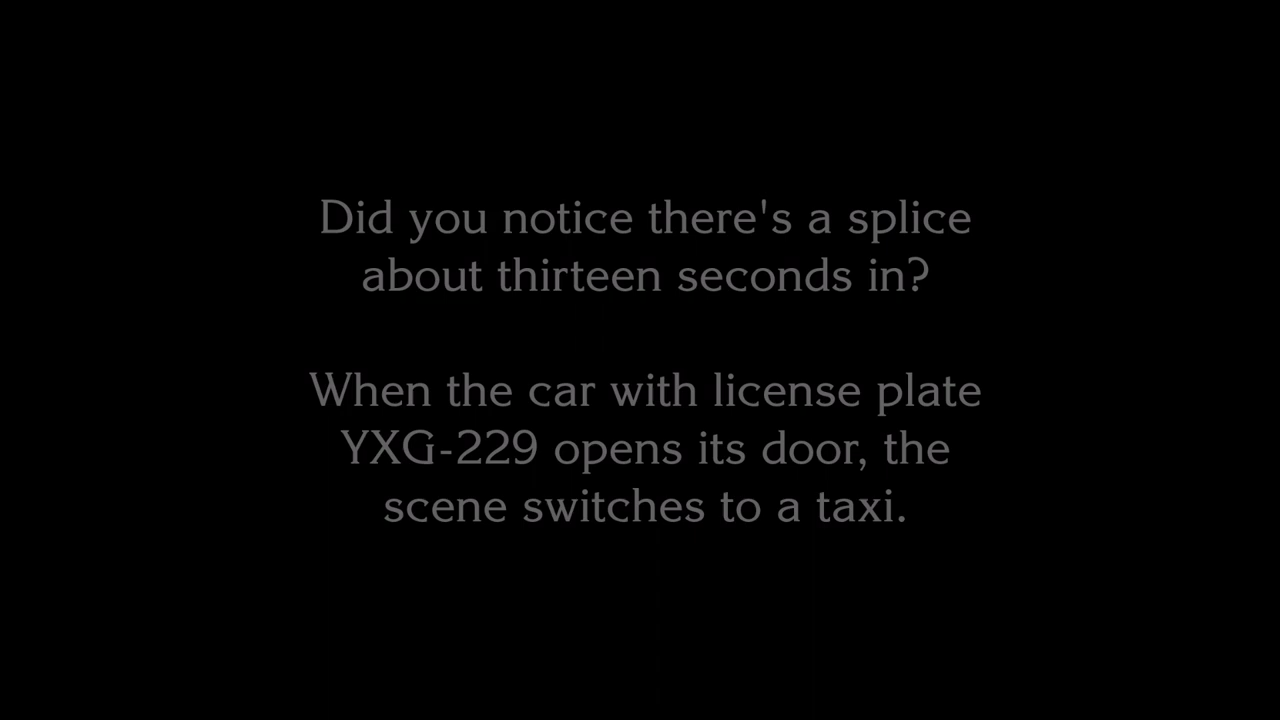 Did you notice there's a splice
about thirteen seconds in?
When the car with license plate
YXG-229 opens its door, the
scene switches to a taxi.